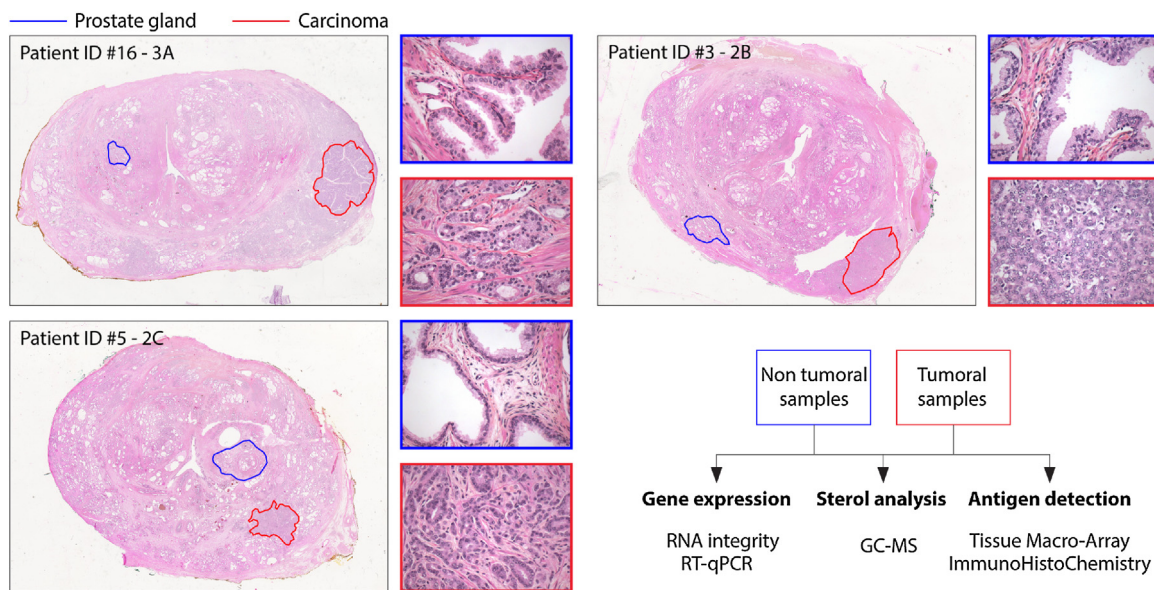 Prostate gland
Carcinoma
Patient ID #16 - 3A
Patient ID #3 - 2B
Patient ID #5 - 2C
Non tumoral
samples
Tumoral
samples
Gene expression
RNA integrity
RT-qPCR
Sterol analysis
GC-MS
Antigen detection
Tissue Macro-Array
ImmunoHistoChemistry